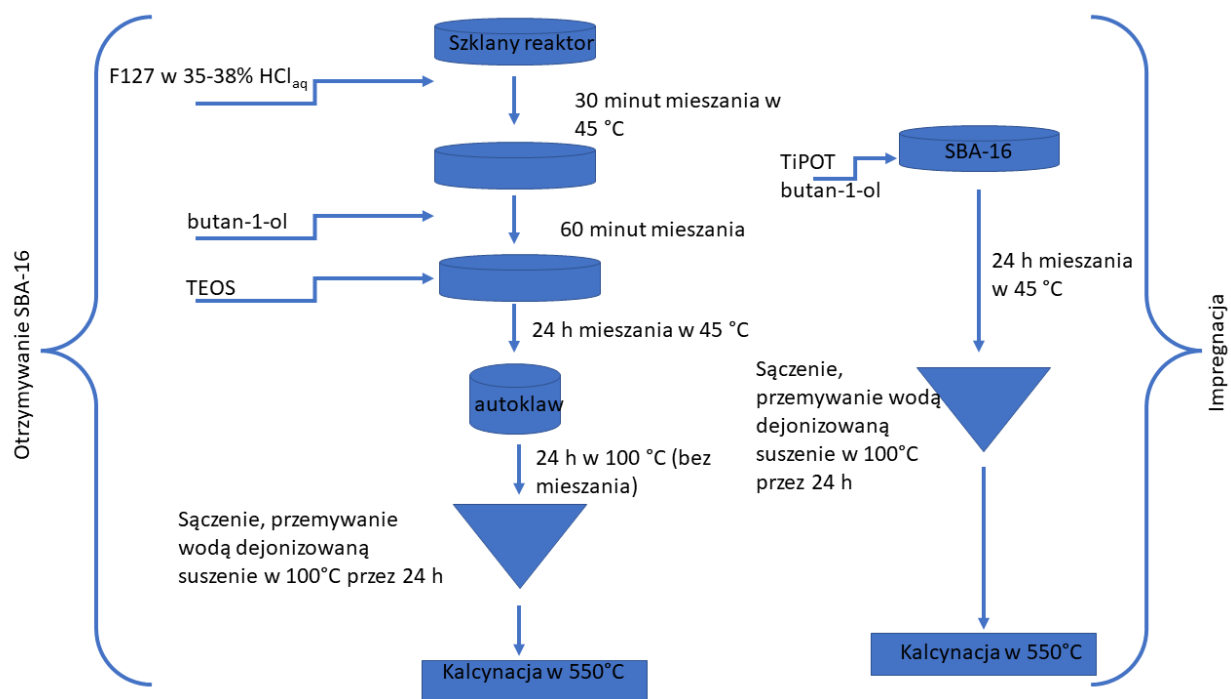 Otrzymywanie SBA-16
Szklany reaktor
F127 w 35-38% HClaq
30 minut mieszania w
45 °C
butan-1-ol
60 minut mieszania
TEOS
24 h mieszania w 45 °C
autoklaw
24 h w 100 °C (bez
mieszania)
Sączenie, przemywanie
wodą dejonizowaną
suszenie w 100°C przez 24 h
Kalcynacja w 550°C
SBA-16
TiPOT
butan-1-ol
24 h mieszania
w 45 °C
Sączenie,
przemywanie wodą
dejonizowaną
suszenie w 100°C
przez 24 h
Kalcynacja w 550°C
Impregnacja